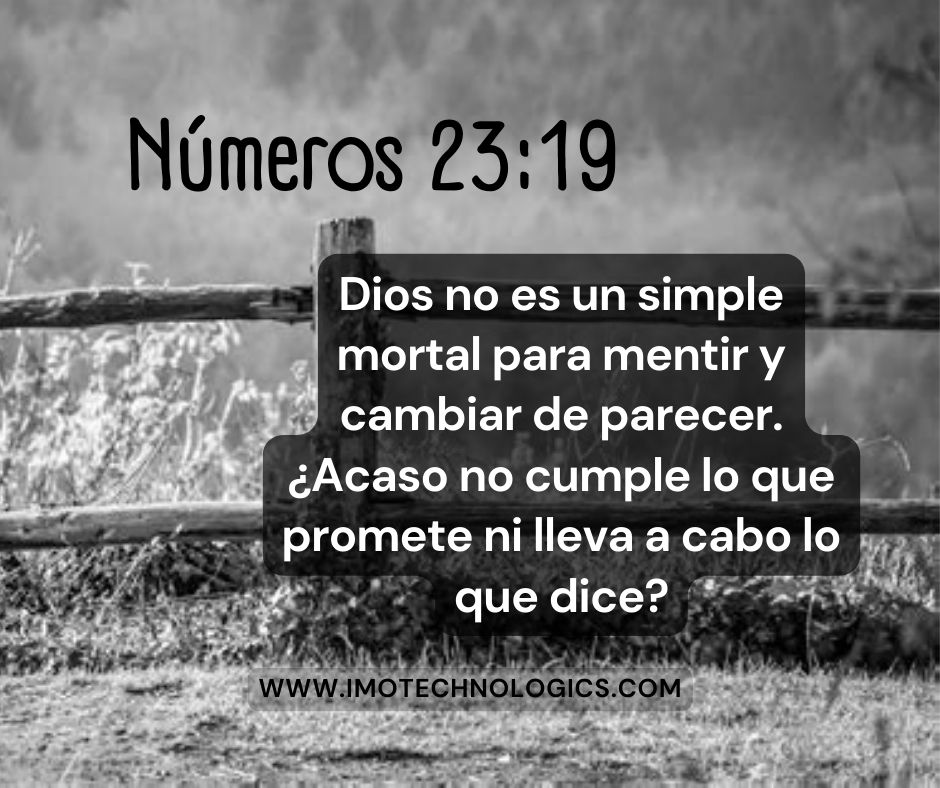 Números 23:19
Dios no es un simple
mortal para mentir y
cambiar de parecer.
¿Acaso no cumple lo que
promete ni lleva a cabo lo
que dice?
WWW.IMOTECHNOLOGICS.COM